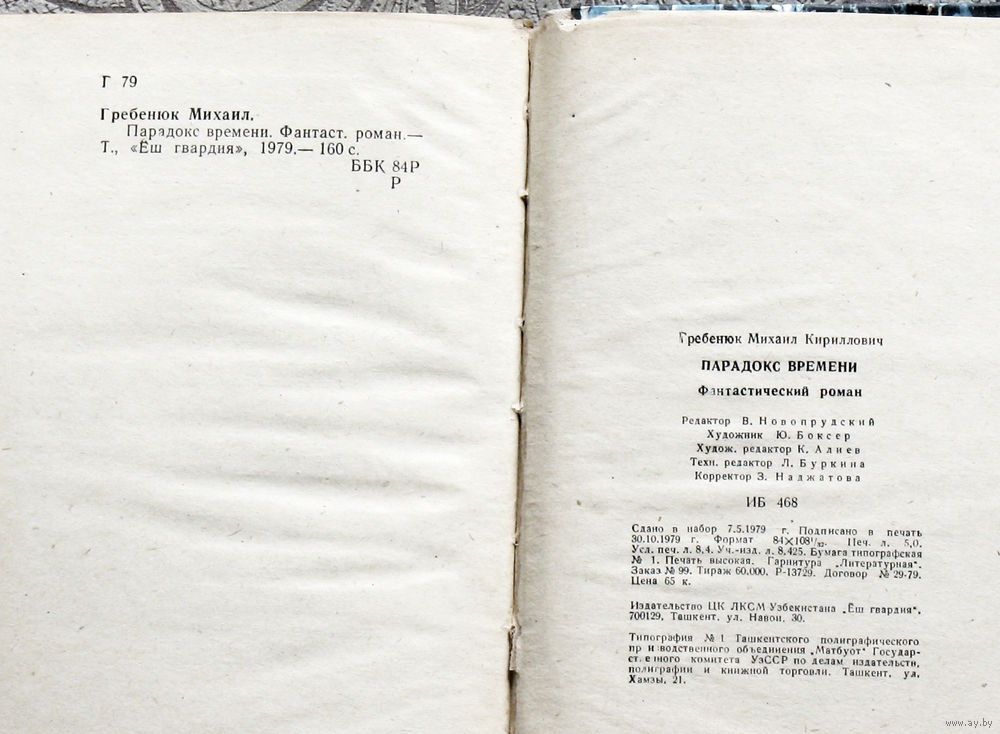 Г 79
Гребенюк Михаил.
Парадокс времени. Фантаст. роман.—
Т., «Ёш гвардия», 1979.— 160 с.
ББК 84Р
Р
Гребенюк Михаил Кириллович
ПАРАДОКС ВРЕМЕНИ
Фантастический роман
Редактор В. Новопрудский
Художник Ю. Боксер
Худож. редактор К. Алиев
Техн. редактор Л. Буркина
Корректор З. Наджатова
ИБ 468
Сдано в набор 7.5.1979 г. Подписано в печать
30.10.1979 г. Формат 84×108¹/₃₂. Печ. л. 5,0.
Усл. печ. л. 8,4. Уч.-изд. л. 8,425. Бумага типографская
№ 1. Печать высокая. Гарнитура „Литературная".
Заказ № 99. Тираж 60.000. Р-13729. Договор № 29-79.
Цена 65 к.
Издательство ЦК ЛКСМ Узбекистана „Ёш гвардия",
700129, Ташкент, ул. Навои, 30.
Типография № 1 Ташкентского полиграфического
пр изводственного объединения „Матбуот" Государ-
ст енного комитета УзССР по делам издательств,
полиграфии и книжной торговли. Ташкент, ул.
Хамзы, 21.
www.ay.by